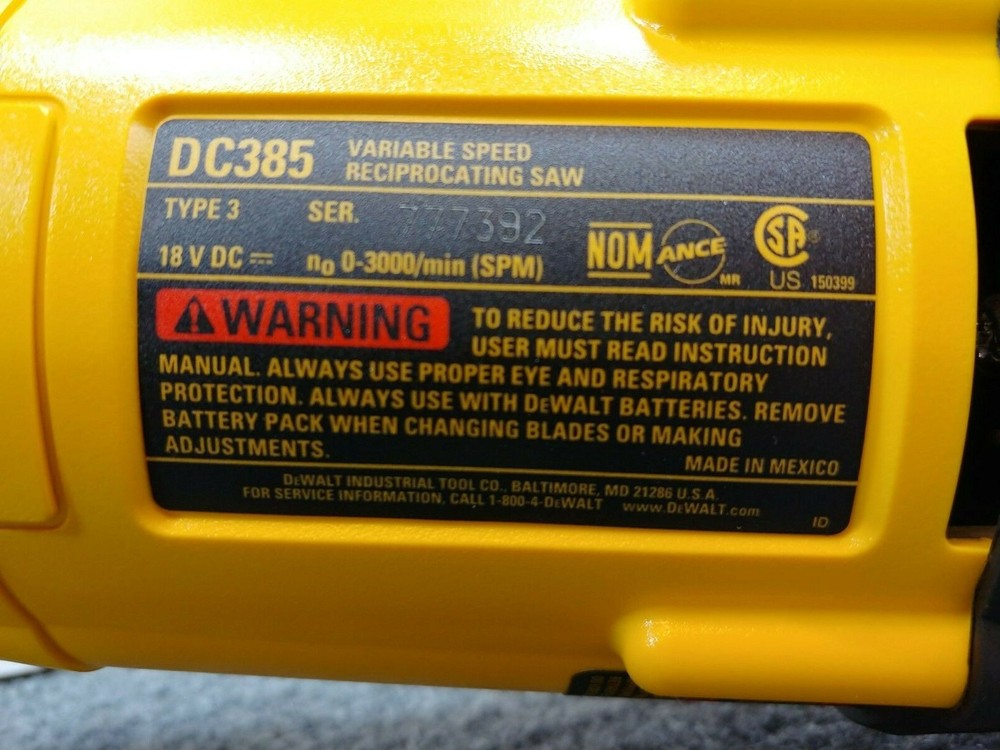 DC385 VARIABLE SPEED
RECIPROCATING SAW
TYPE 3 SER. 777392
18 V DC ⎓ n₀ 0-3000/min (SPM)
NOM ANCE MR
SA ® US 150399
⚠ WARNING TO REDUCE THE RISK OF INJURY,
USER MUST READ INSTRUCTION
MANUAL. ALWAYS USE PROPER EYE AND RESPIRATORY
PROTECTION. ALWAYS USE WITH DEWALT BATTERIES. REMOVE
BATTERY PACK WHEN CHANGING BLADES OR MAKING
ADJUSTMENTS.
MADE IN MEXICO
DEWALT INDUSTRIAL TOOL CO., BALTIMORE, MD 21286 U.S.A.
FOR SERVICE INFORMATION, CALL 1-800-4-DEWALT www.DEWALT.com
ID